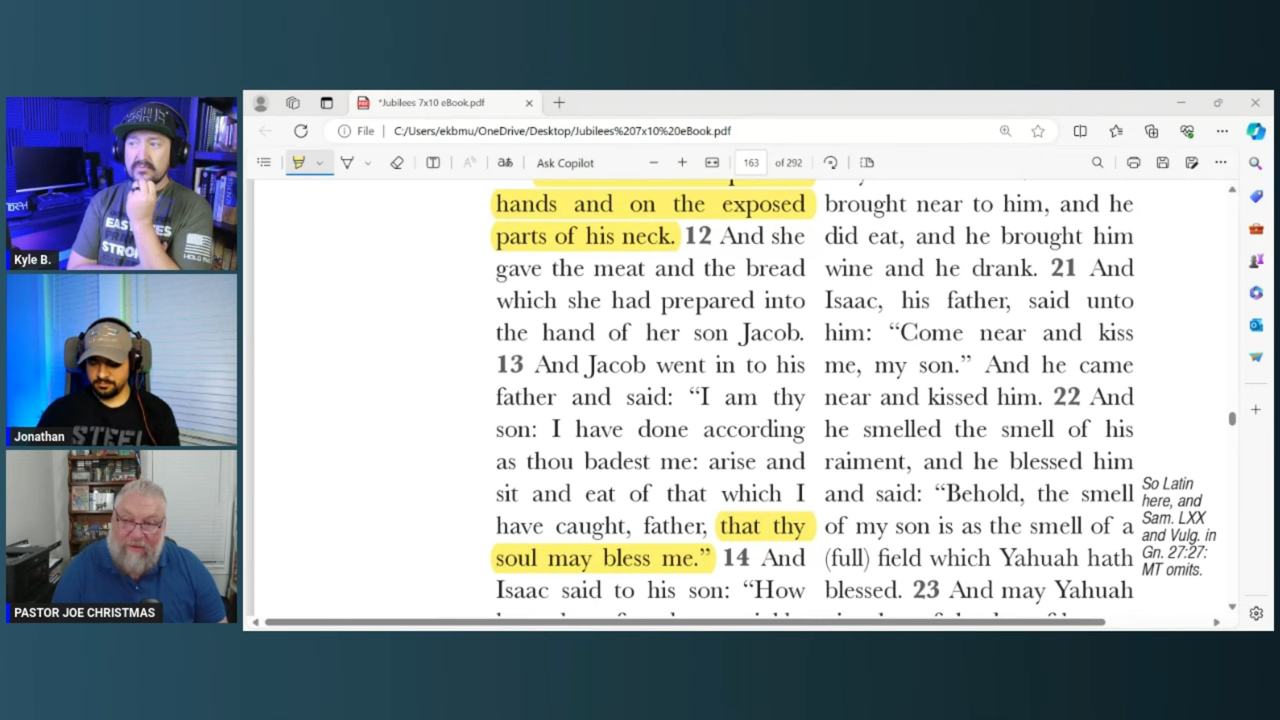 *Jubilees 7x10 eBook.pdf
File
C:/Users/ekbmu/OneDrive/Desktop/Jubilees%207x10%20eBook.pdf
Ask Copilot
163 of 292
hands and on the exposed
parts of his neck. 12 And she
gave the meat and the bread
which she had prepared into
the hand of her son Jacob.
13 And Jacob went in to his
father and said: “I am thy
son: I have done according
as thou badest me: arise and
sit and eat of that which I
have caught, father, that thy
soul may bless me.” 14 And
Isaac said to his son: “How
brought near to him, and he
did eat, and he brought him
wine and he drank. 21 And
Isaac, his father, said unto
him: “Come near and kiss
me, my son.” And he came
near and kissed him. 22 And
he smelled the smell of his
raiment, and he blessed him
and said: “Behold, the smell
of my son is as the smell of a
(full) field which Yahuah hath
blessed. 23 And may Yahuah
So Latin
here, and
Sam. LXX
and Vulg. in
Gn. 27:27:
MT omits.
Kyle B.
STEEL
Jonathan
PASTOR JOE CHRISTMAS